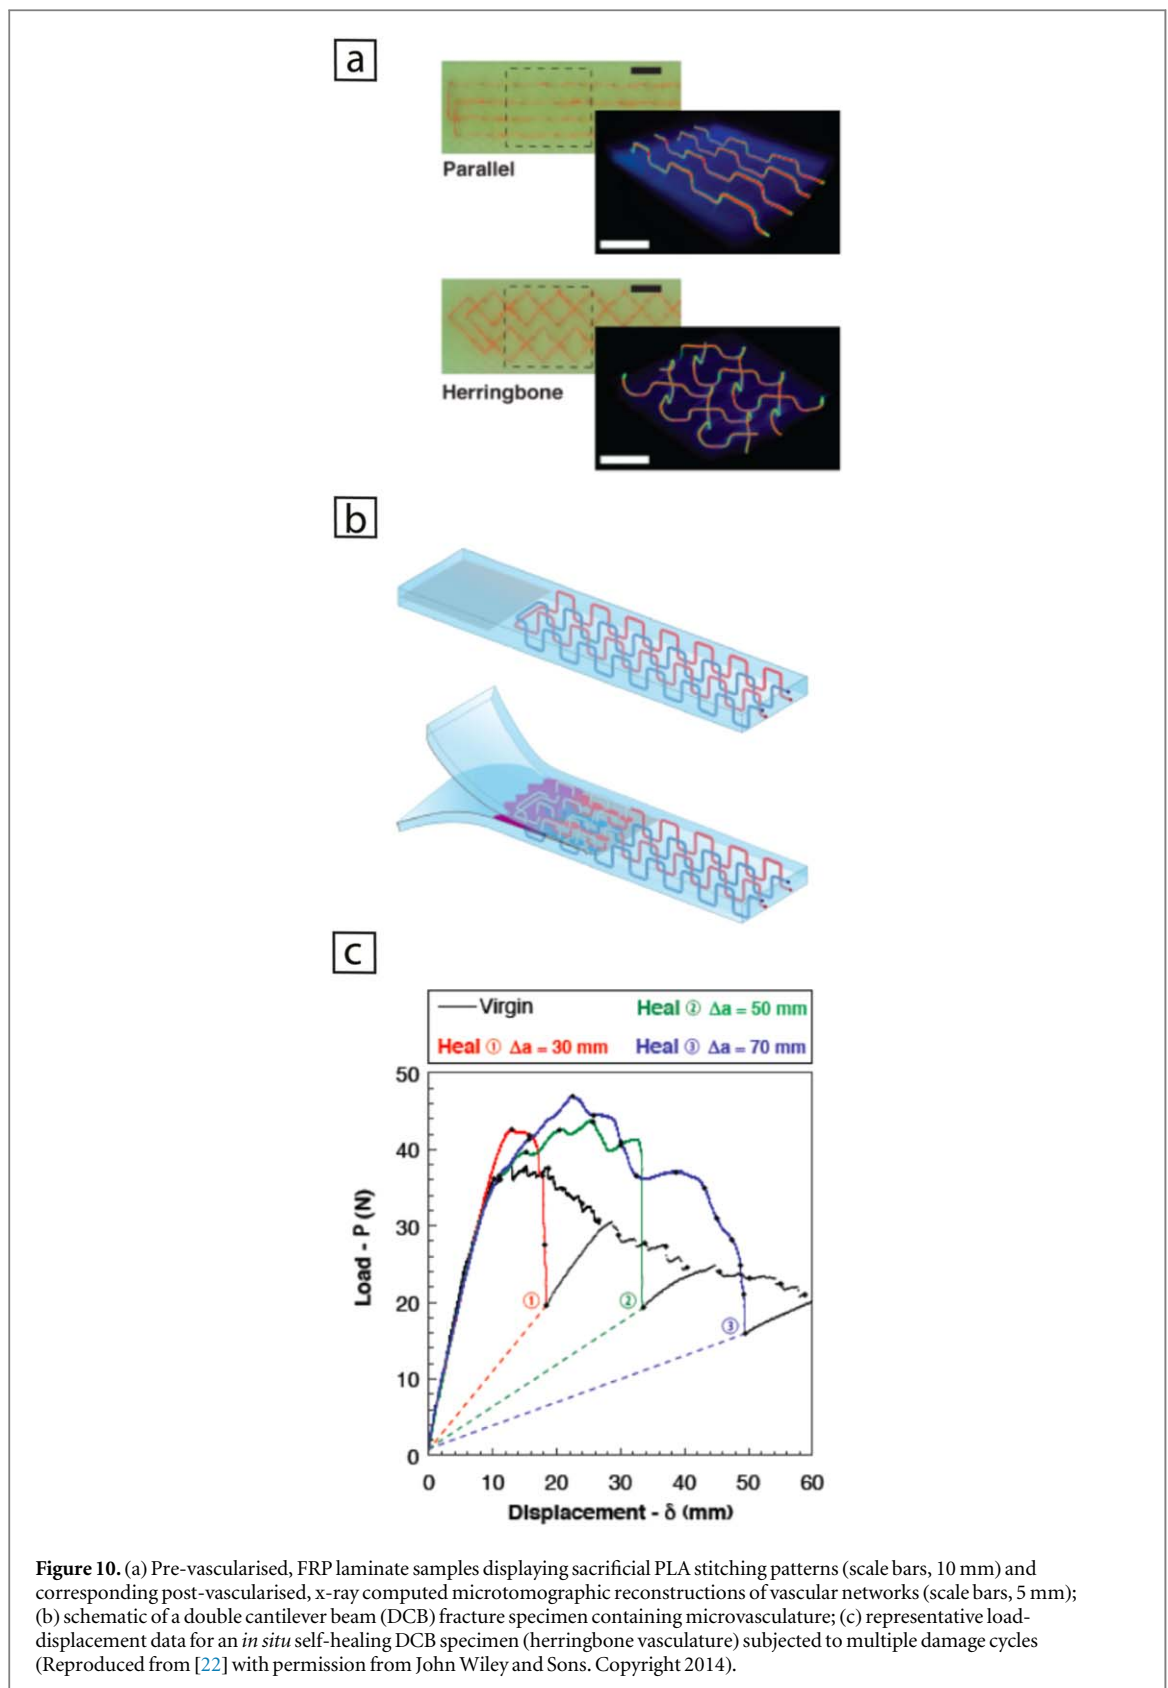 a
Parallel
Herringbone
b
c
Virgin
Heal ② Δa = 50 mm
Heal ① Δa = 30 mm
Heal ③ Δa = 70 mm
50
40
30
20
10
0
Load - P (N)
①
②
③
0 10 20 30 40 50 60
Displacement - δ (mm)
Figure 10. (a) Pre-vascularised, FRP laminate samples displaying sacrificial PLA stitching patterns (scale bars, 10 mm) and
corresponding post-vascularised, x-ray computed microtomographic reconstructions of vascular networks (scale bars, 5 mm);
(b) schematic of a double cantilever beam (DCB) fracture specimen containing microvasculature; (c) representative load-
displacement data for an in situ self-healing DCB specimen (herringbone vasculature) subjected to multiple damage cycles
(Reproduced from [22] with permission from John Wiley and Sons. Copyright 2014).